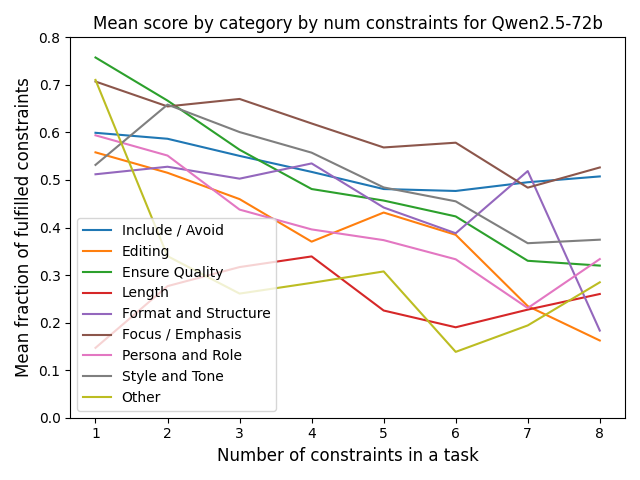 Mean score by category by num constraints for Qwen2.5-72b
Mean fraction of fulfilled constraints
0.8
0.7
0.6
0.5
0.4
0.3
0.2
0.1
0.0
Include / Avoid
Editing
Ensure Quality
Length
Format and Structure
Focus / Emphasis
Persona and Role
Style and Tone
Other
1 2 3 4 5 6 7 8
Number of constraints in a task